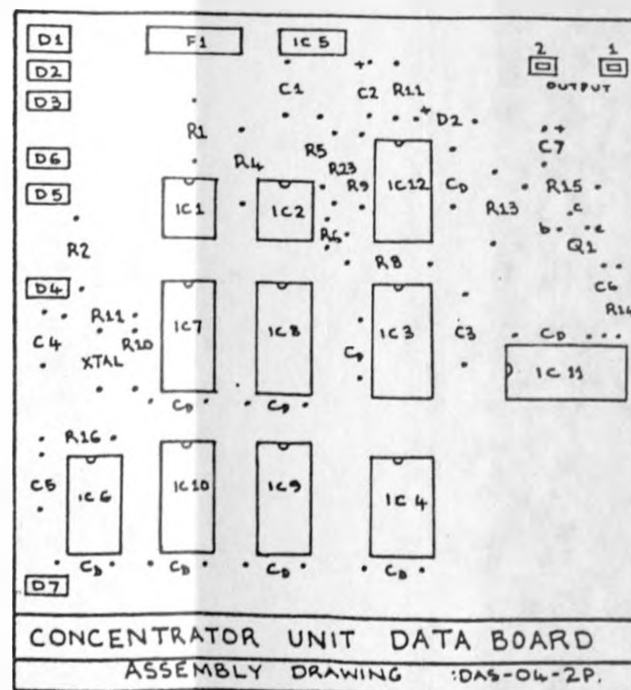 D1 F1 IC5 2 1
D2 OUTPUT
D3 C1 C2 R11 D2
R1 C7
R4 R5 R23
D6 R9 IC12 CD R15
D5 IC1 IC2 R13 c
R6 b e
R2 R8 Q1
D4 C6
R11 IC7 IC8 IC3 C3 R14
C4 R10 CD CD
XTAL IC11
CD CD
R16
C5 IC6 IC10 IC9 IC4
CD CD CD CD
D7
CONCENTRATOR UNIT DATA BOARD
ASSEMBLY DRAWING :DAS-04-2P.